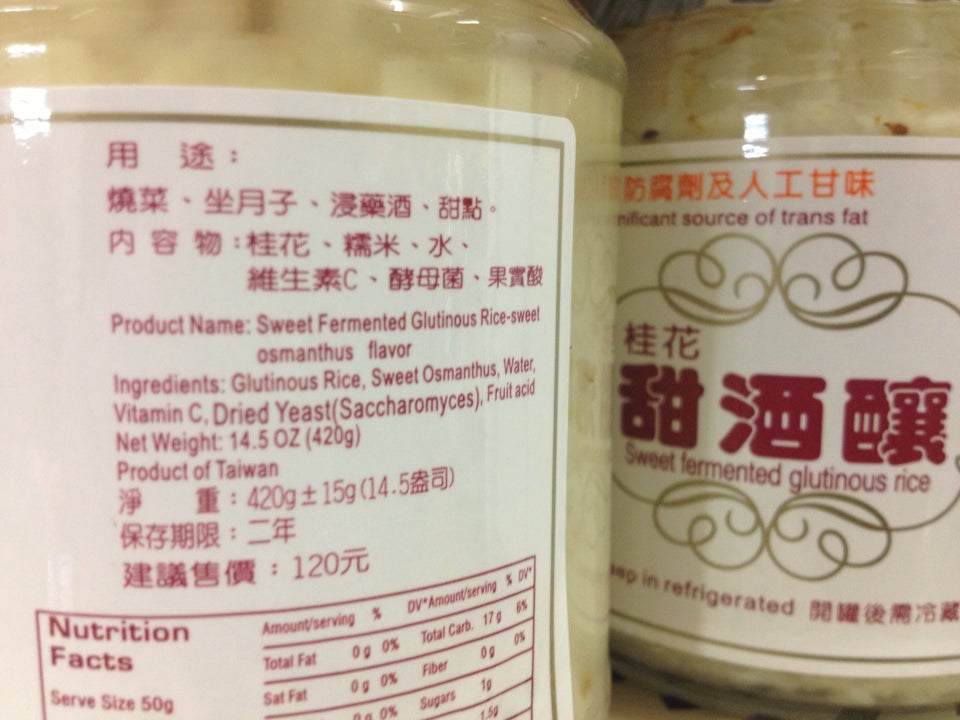 用 途：
燒菜、坐月子、浸藥酒、甜點。
內 容 物：桂花、糯米、水、
維生素C、酵母菌、果實酸
Product Name: Sweet Fermented Glutinous Rice-sweet
osmanthus flavor
Ingredients: Glutinous Rice, Sweet Osmanthus, Water,
Vitamin C, Dried Yeast(Saccharomyces), Fruit acid
Net Weight: 14.5 OZ (420g)
Product of Taiwan
淨 重：420g±15g(14.5盎司)
保存期限：二年
建議售價：120元
Nutrition
Facts
Serve Size 50g
Amount/serving % DV* Amount/serving % DV*
Total Fat 0g 0% Total Carb. 17g 6%
Sat Fat 0g 0% Fiber 0g 0%
0g 0% Sugars 1g
1.5g
防腐劑及人工甘味
nificant source of trans fat
桂花
甜酒釀
Sweet fermented glutinous rice
in refrigerated 開罐後需冷藏